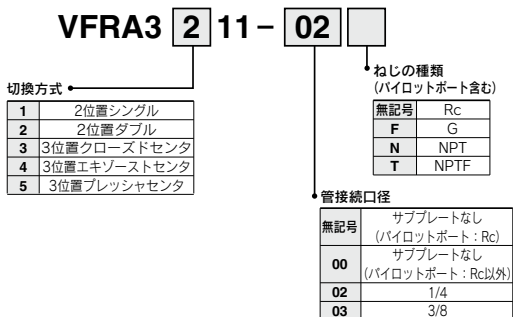 VFRA3 2 11－ 02
切換方式
1 2位置シングル
2 2位置ダブル
3 3位置クローズドセンタ
4 3位置エキゾーストセンタ
5 3位置プレッシャセンタ
ねじの種類
(パイロットポート含む)
無記号 Rc
F G
N NPT
T NPTF
管接続口径
無記号 サブプレートなし
(パイロットポート：Rc)
00 サブプレートなし
(パイロットポート：Rc以外)
02 1/4
03 3/8